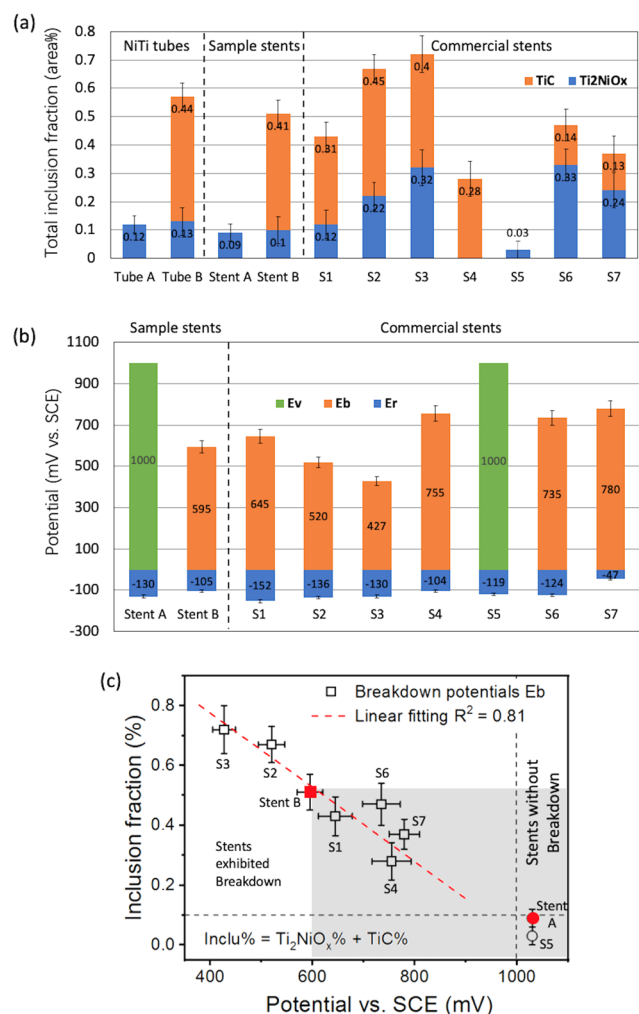 (a)
NiTi tubes Sample stents Commercial stents
TiC Ti2NiOx
Total inclusion fraction (area%)
0.8
0.7
0.6
0.5
0.4
0.3
0.2
0.1
0
0.12
0.44
0.13
0.09
0.41
0.1
0.31
0.12
0.45
0.22
0.4
0.32
0.28
0.03
0.14
0.33
0.13
0.24
Tube A Tube B Stent A Stent B S1 S2 S3 S4 S5 S6 S7
(b)
Sample stents Commercial stents
Ev Eb Er
Potential (mV vs. SCE)
1100
900
700
500
300
100
-100
-300
1000 595 645 520 427 755 1000 735 780
-130 -105 -152 -136 -130 -104 -119 -124 -47
Stent A Stent B S1 S2 S3 S4 S5 S6 S7
(c)
Breakdown potentials Eb
Linear fitting R² = 0.81
Inclusion fraction (%)
0.8
0.6
0.4
0.2
0.0
S3
S2
Stent B
S1
S6
S7
S4
Stents
exhibited
Breakdown
Stents without
Breakdown
Stent
A
S5
Inclu% = Ti₂NiOₓ% + TiC%
400 600 800 1000
Potential vs. SCE (mV)